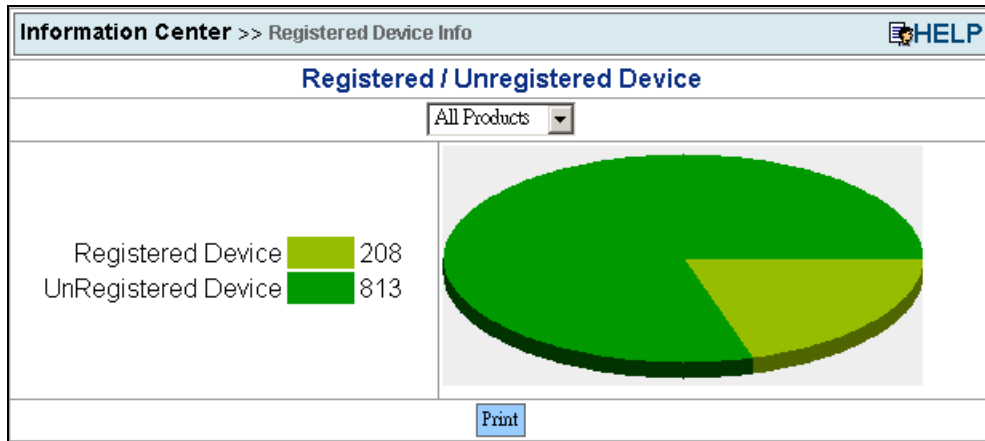 Information Center >> Registered Device Info
HELP
Registered / Unregistered Device
All Products
Registered Device 208
UnRegistered Device 813
Print